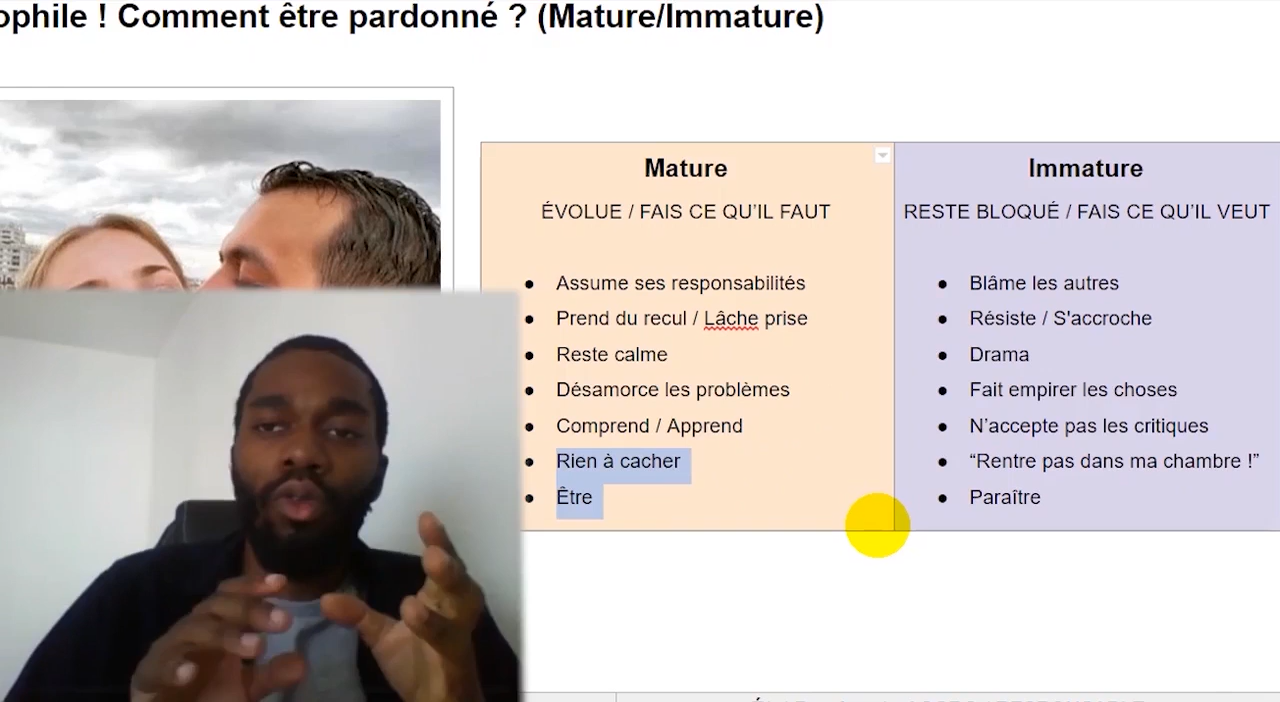 ophile ! Comment être pardonné ? (Mature/Immature)
Mature
ÉVOLUE / FAIS CE QU'IL FAUT
● Assume ses responsabilités
● Prend du recul / Lâche prise
● Reste calme
● Désamorce les problèmes
● Comprend / Apprend
● Rien à cacher
● Être
Immature
RESTE BLOQUÉ / FAIS CE QU'IL VEUT
● Blâme les autres
● Résiste / S'accroche
● Drama
● Fait empirer les choses
● N’accepte pas les critiques
● “Rentre pas dans ma chambre !”
● Paraître